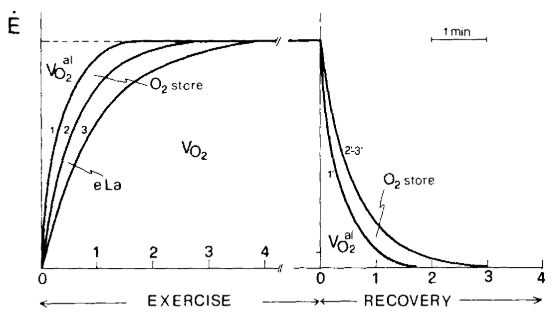 Ė
1 min
V̇O₂ᵃˡ
O₂ store
1 2 3
2'-3'
V̇O₂
1'
O₂ store
eLa
V̇O₂ᵃˡ
0 1 2 3 4 0 1 2 3 4
EXERCISE RECOVERY